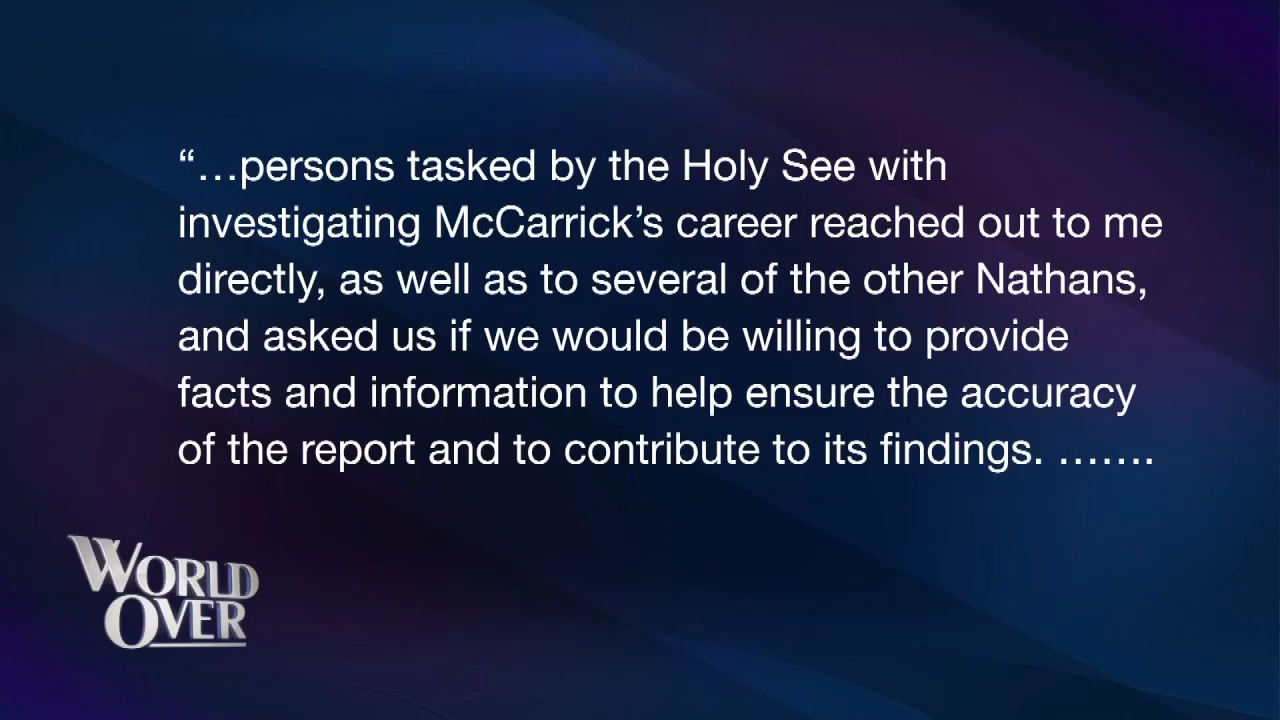 “…persons tasked by the Holy See with
investigating McCarrick’s career reached out to me
directly, as well as to several of the other Nathans,
and asked us if we would be willing to provide
facts and information to help ensure the accuracy
of the report and to contribute to its findings. …….
WORLD
OVER